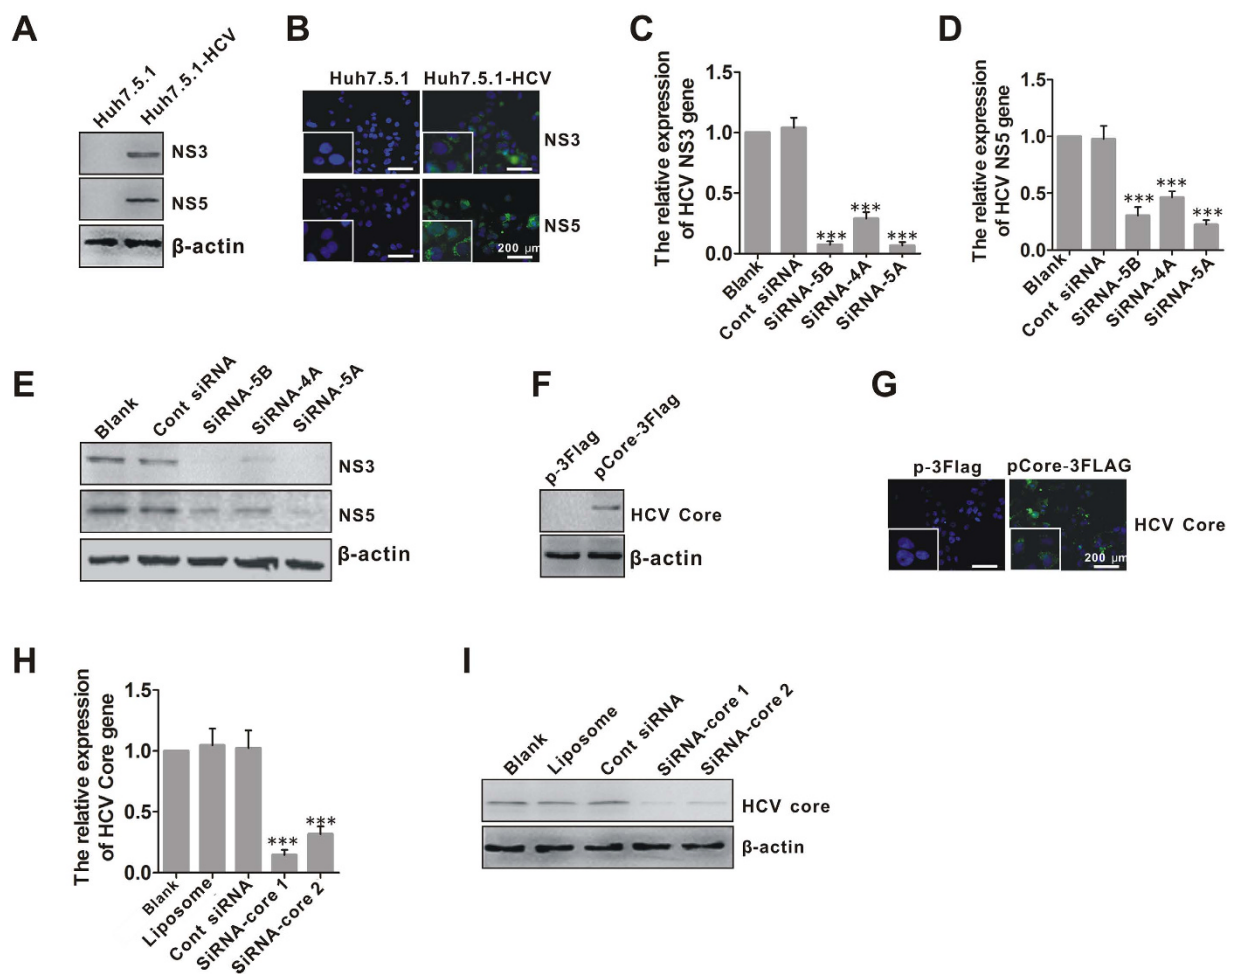 A
Huh7.5.1
Huh7.5.1-HCV
NS3
NS5
β-actin
B
Huh7.5.1
Huh7.5.1-HCV
NS3
NS5
200 μm
C
The relative expression
of HCV NS3 gene
1.5
1.0
0.5
0.0
***
***
***
Blank
Cont siRNA
SiRNA-5B
SiRNA-4A
SiRNA-5A
D
The relative expression
of HCV NS5 gene
1.5
1.0
0.5
0
***
***
***
Blank
Cont siRNA
SiRNA-5B
SiRNA-4A
SiRNA-5A
E
Blank
Cont siRNA
SiRNA-5B
SiRNA-4A
SiRNA-5A
NS3
NS5
β-actin
F
p-3Flag
pCore-3Flag
HCV Core
β-actin
G
p-3Flag
pCore-3FLAG
HCV Core
200 μm
H
The relative expression
of HCV Core gene
1.5
1.0
0.5
0.0
***
***
Blank
Liposome
Cont siRNA
SiRNA-core 1
SiRNA-core 2
I
Blank
Liposome
Cont siRNA
SiRNA-core 1
SiRNA-core 2
HCV core
β-actin